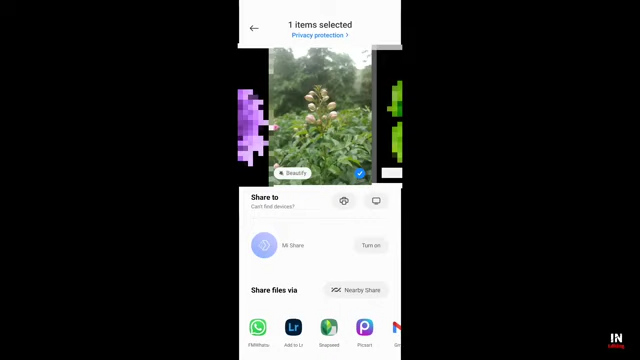 1 items selected
Privacy protection >
Beautify
Share to
Can't find devices?
Mi Share
Turn on
Share files via
Nearby Share
FMWhats.
Lr
Add to Lr
Snapseed
Picsart
IN